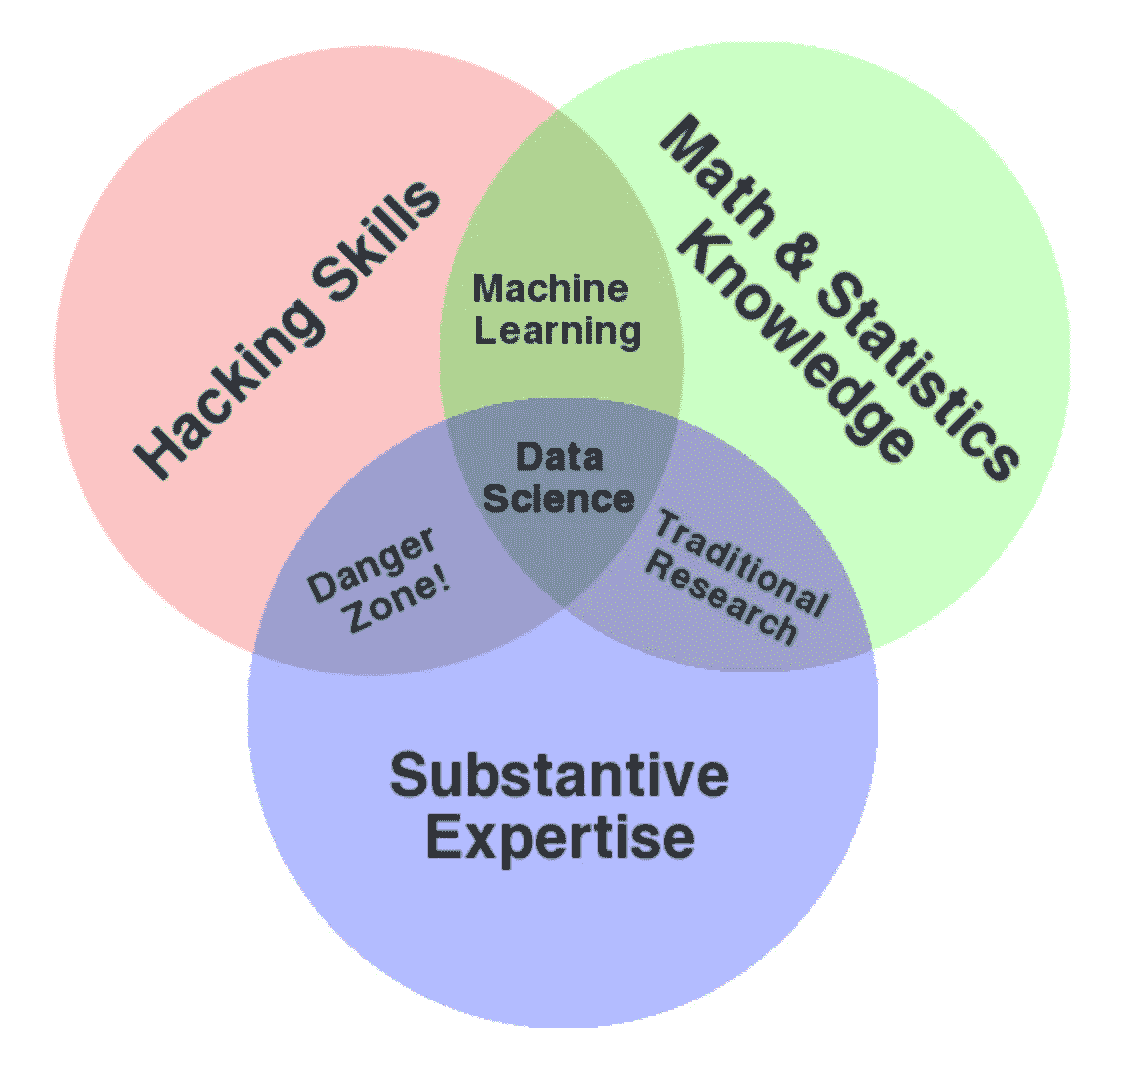 Hacking Skills
Math & Statistics
Knowledge
Machine
Learning
Data
Science
Danger
Zone!
Traditional
Research
Substantive
Expertise